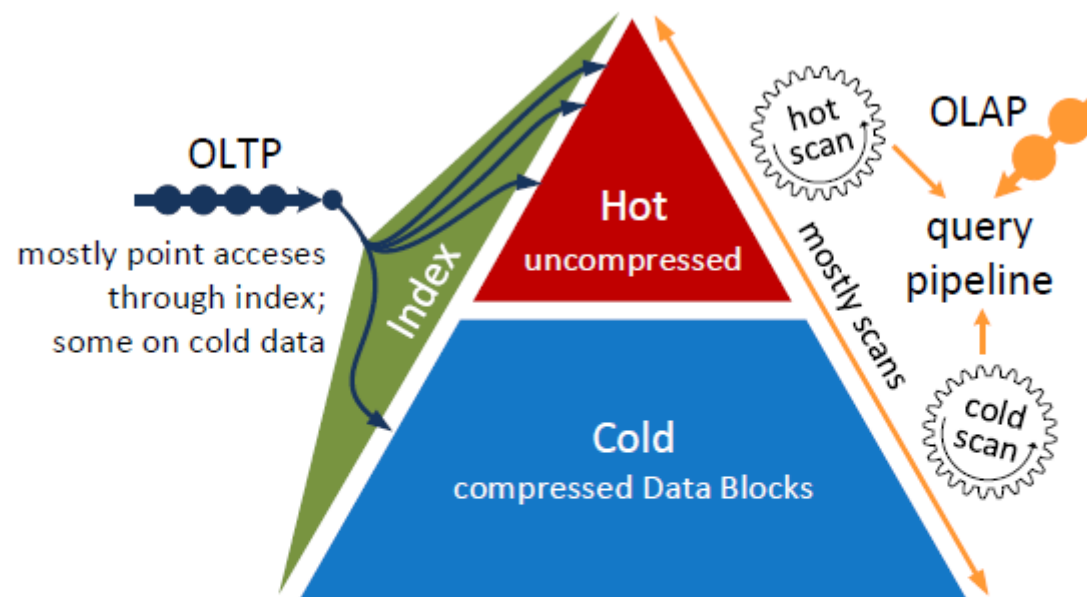 OLTP
mostly point acceses
through index;
some on cold data
Index
Hot
uncompressed
Cold
compressed Data Blocks
mostly scans
hot
scan
OLAP
query
pipeline
cold
scan